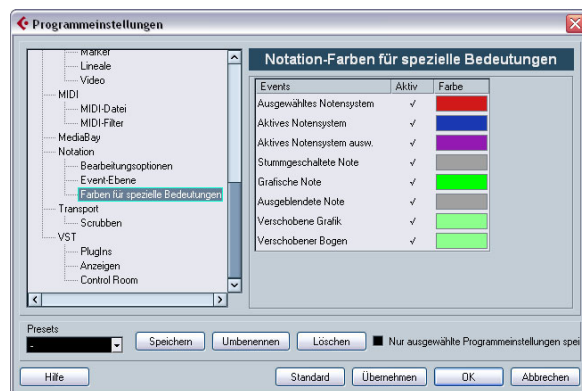 Programmeinstellungen
Marker
Lineale
Video
MIDI
MIDI-Datei
MIDI-Filter
MediaBay
Notation
Bearbeitungsoptionen
Event-Ebene
Farben für spezielle Bedeutungen
Transport
Scrubben
VST
PlugIns
Anzeigen
Control Room
Notation-Farben für spezielle Bedeutungen
Events Aktiv Farbe
Ausgewähltes Notensystem
Aktives Notensystem
Aktives Notensystem ausw.
Stummgeschaltete Note
Grafische Note
Ausgeblendete Note
Verschobene Grafik
Verschobener Bogen
Presets
- Speichern Umbenennen Löschen Nur ausgewählte Programmeinstellungen spei
Hilfe Standard Übernehmen OK Abbrechen